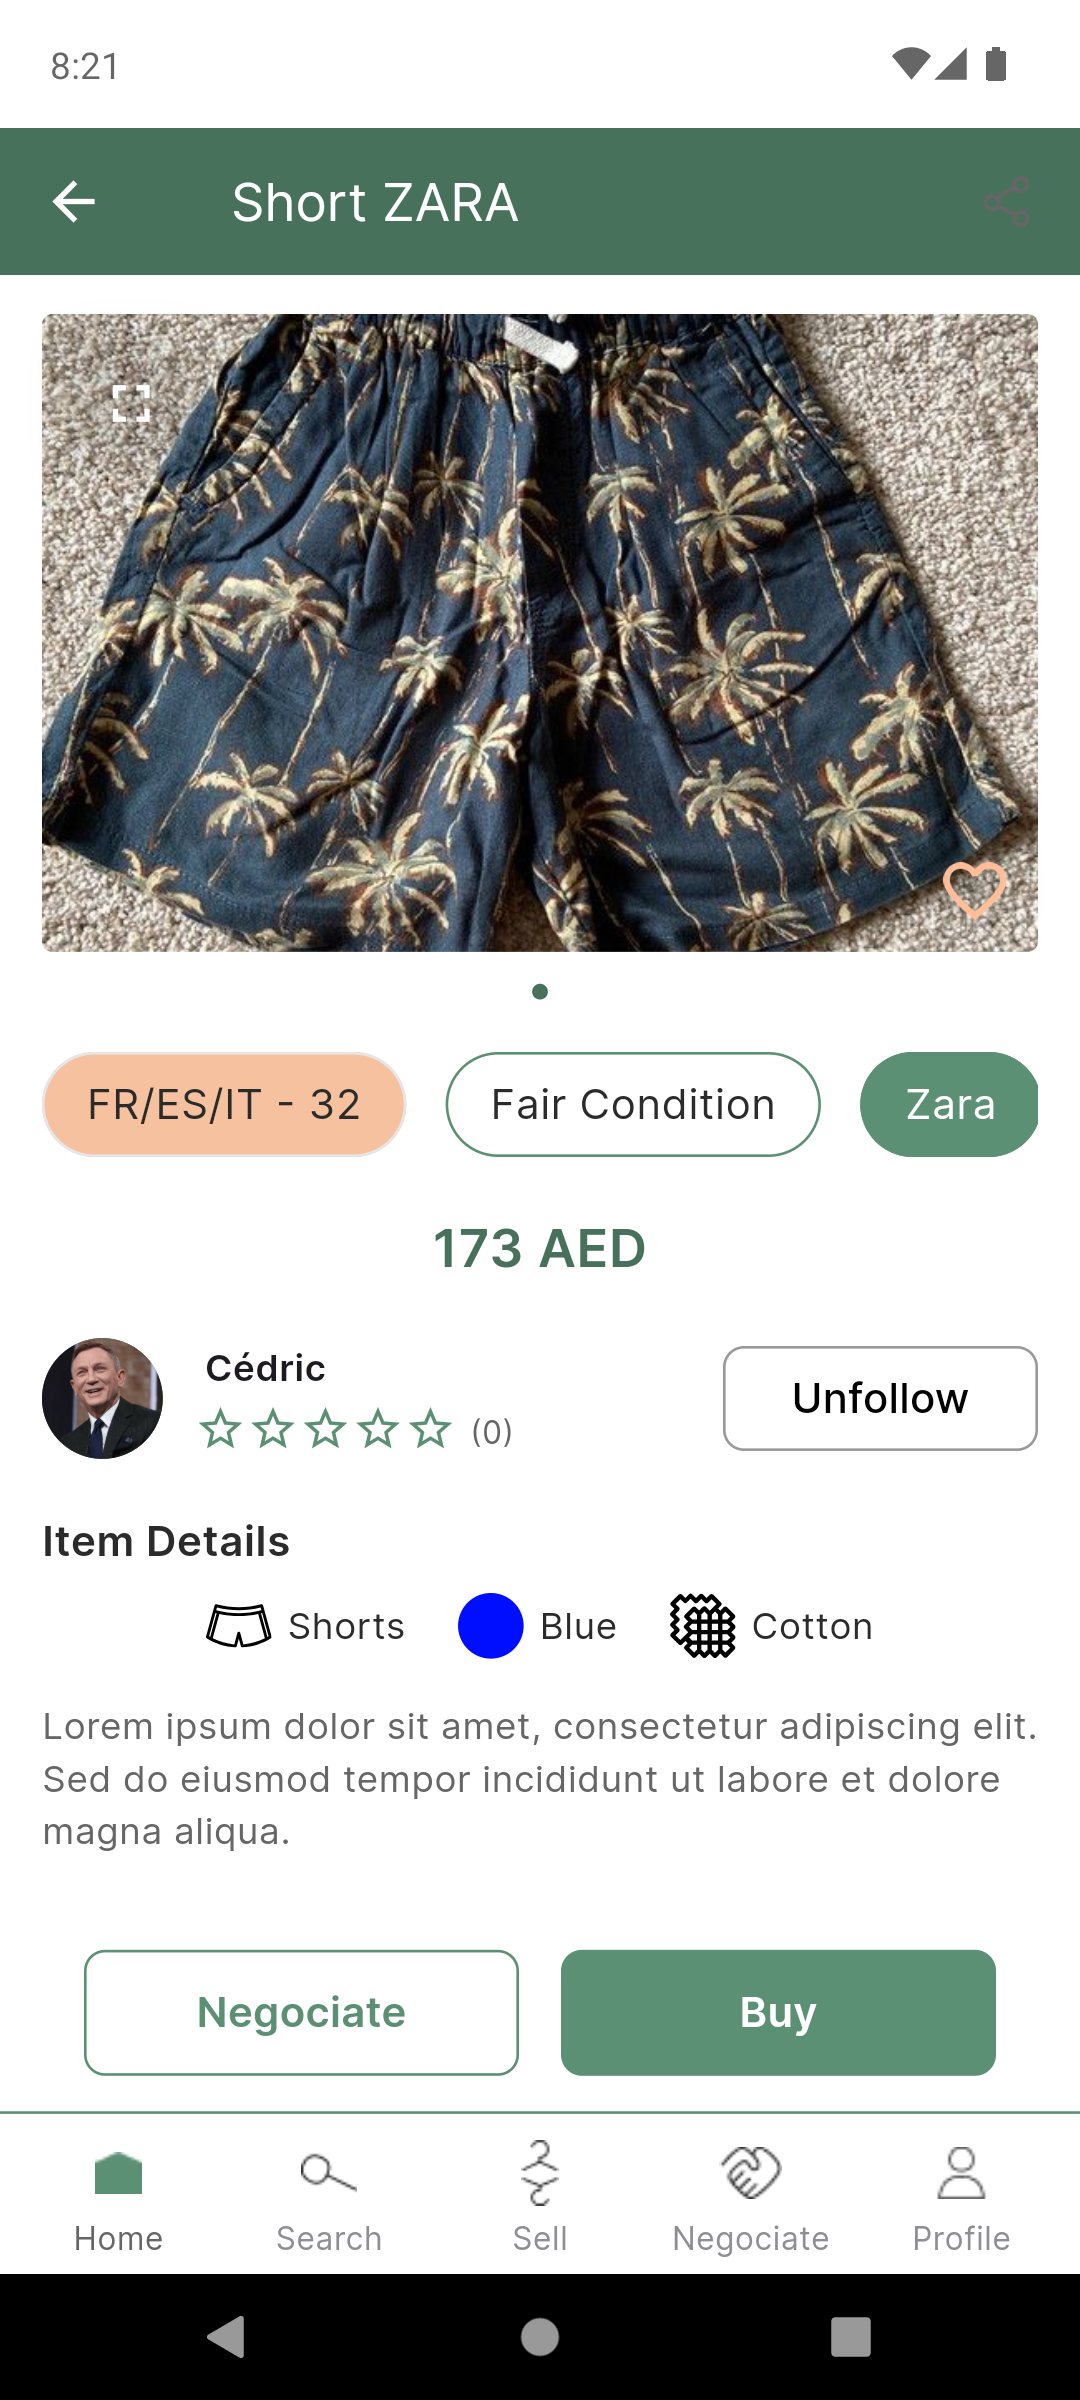 8:21
Short ZARA
FR/ES/IT - 32
Fair Condition
Zara
173 AED
Cédric
(0)
Unfollow
Item Details
Shorts
Blue
Cotton
Lorem ipsum dolor sit amet, consectetur adipiscing elit.
Sed do eiusmod tempor incididunt ut labore et dolore
magna aliqua.
Negociate
Buy
Home
Search
Sell
Negociate
Profile